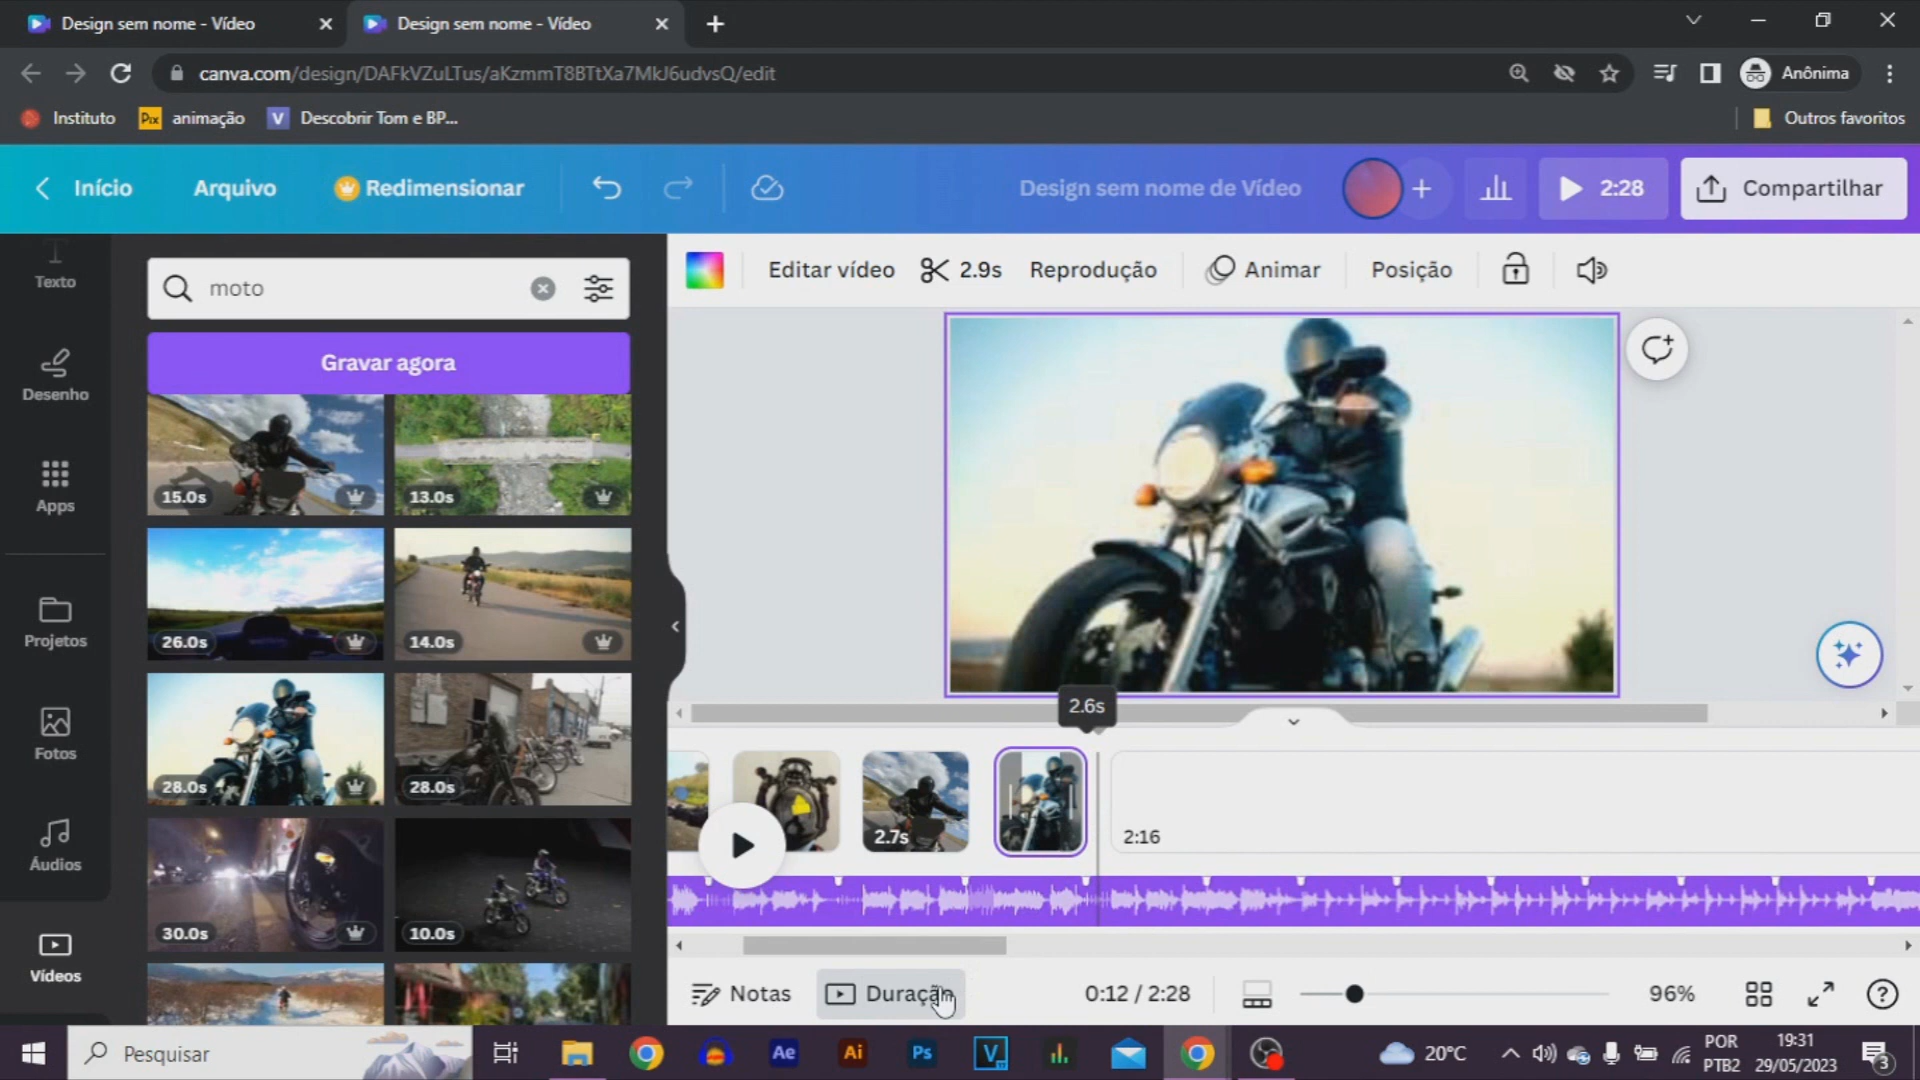 Design sem nome - Vídeo
Design sem nome - Vídeo
canva.com/design/DAFkVZuLTus/aKzmmT8BTtXa7MkJ6udvsQ/edit
Anônima
Instituto
Pix
animação
V
Descobrir Tom e BP...
Outros favoritos
Início
Arquivo
Redimensionar
Design sem nome de Vídeo
+
2:28
Compartilhar
Texto
Desenho
Apps
Projetos
Fotos
Áudios
Vídeos
moto
Gravar agora
15.0s
13.0s
26.0s
14.0s
28.0s
28.0s
30.0s
10.0s
Editar vídeo
2.9s
Reprodução
Animar
Posição
2.6s
2.7s
2:16
Notas
Duração
0:12 / 2:28
96%
?
Pesquisar
Ae
Ai
Ps
V
20°C
POR
PTB2
19:31
29/05/2023
3